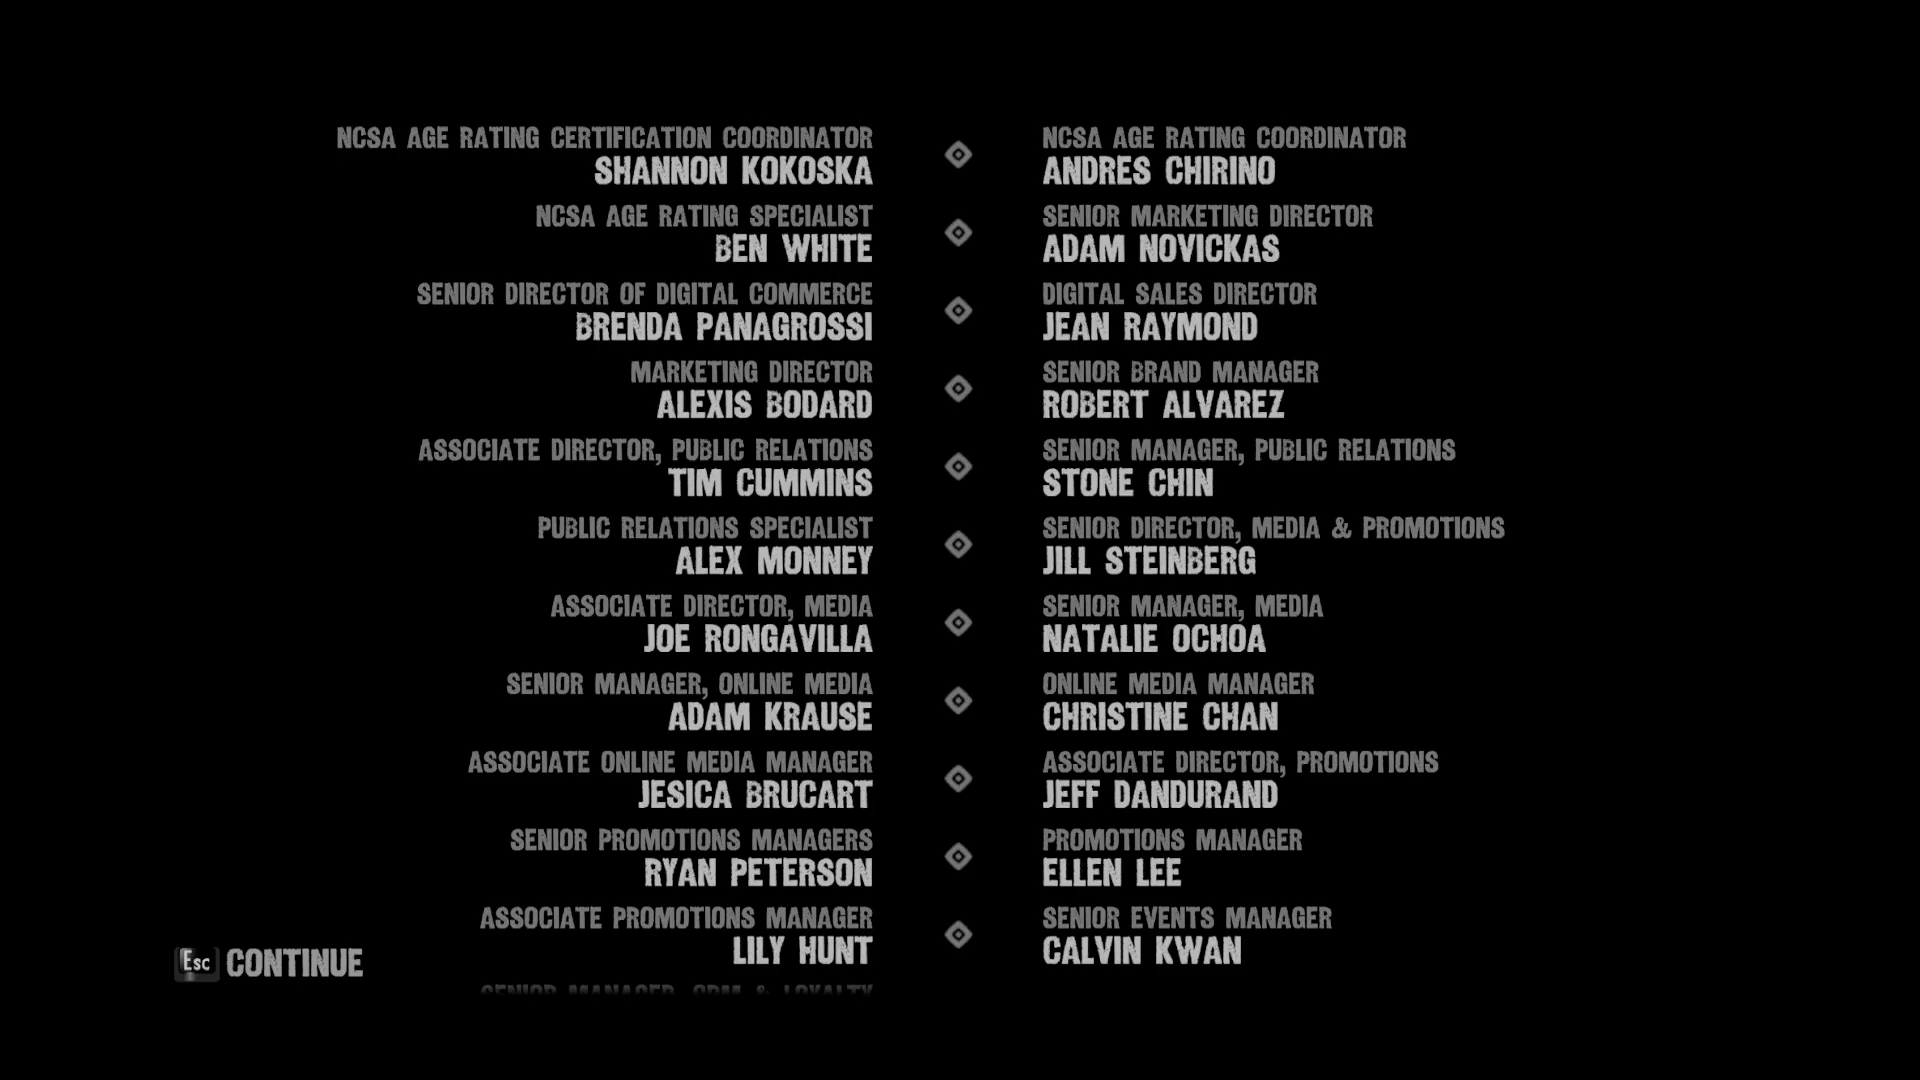 NCSA AGE RATING CERTIFICATION COORDINATOR
SHANNON KOKOSKA
NCSA AGE RATING COORDINATOR
ANDRES CHIRINO
NCSA AGE RATING SPECIALIST
BEN WHITE
SENIOR MARKETING DIRECTOR
ADAM NOVICKAS
SENIOR DIRECTOR OF DIGITAL COMMERCE
BRENDA PANAGROSSI
DIGITAL SALES DIRECTOR
JEAN RAYMOND
MARKETING DIRECTOR
ALEXIS BODARD
SENIOR BRAND MANAGER
ROBERT ALVAREZ
ASSOCIATE DIRECTOR, PUBLIC RELATIONS
TIM CUMMINS
SENIOR MANAGER, PUBLIC RELATIONS
STONE CHIN
PUBLIC RELATIONS SPECIALIST
ALEX MONNEY
SENIOR DIRECTOR, MEDIA & PROMOTIONS
JILL STEINBERG
ASSOCIATE DIRECTOR, MEDIA
JOE RONGAVILLA
SENIOR MANAGER, MEDIA
NATALIE OCHOA
SENIOR MANAGER, ONLINE MEDIA
ADAM KRAUSE
ONLINE MEDIA MANAGER
CHRISTINE CHAN
ASSOCIATE ONLINE MEDIA MANAGER
JESICA BRUCART
ASSOCIATE DIRECTOR, PROMOTIONS
JEFF DANDURAND
SENIOR PROMOTIONS MANAGERS
RYAN PETERSON
PROMOTIONS MANAGER
ELLEN LEE
ASSOCIATE PROMOTIONS MANAGER
LILY HUNT
SENIOR EVENTS MANAGER
CALVIN KWAN
Esc CONTINUE
SENIOR MANAGER, CRM & LOYALTY